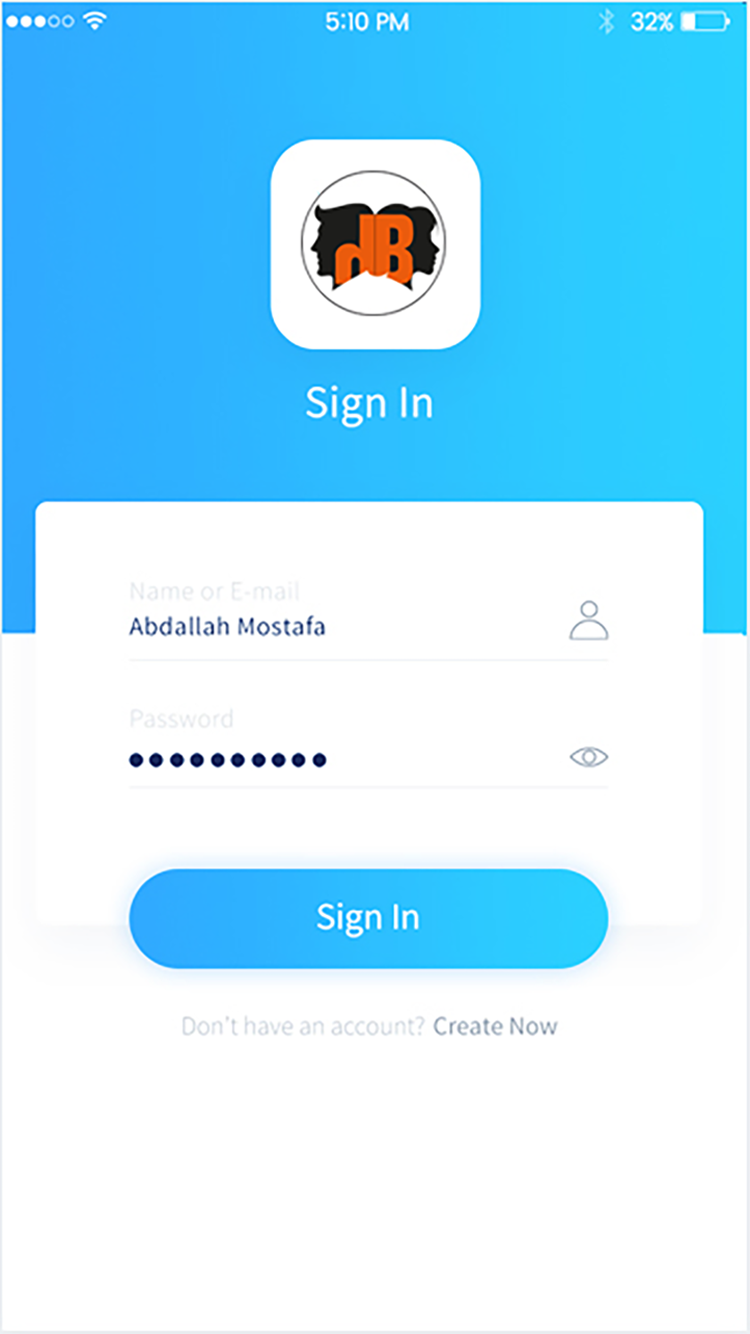 5:10 PM
32%
Sign In
Name or E-mail
Abdallah Mostafa
Password
Sign In
Don't have an account? Create Now